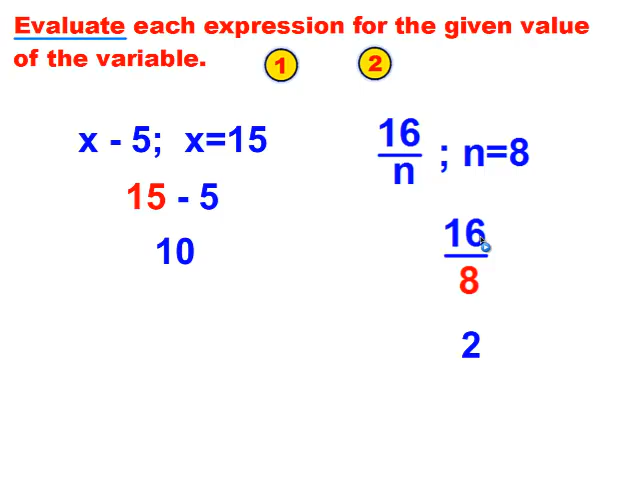 Evaluate each expression for the given value
of the variable.
1
2
x - 5; x=15
15 - 5
10
16
n
; n=8
16
8
2